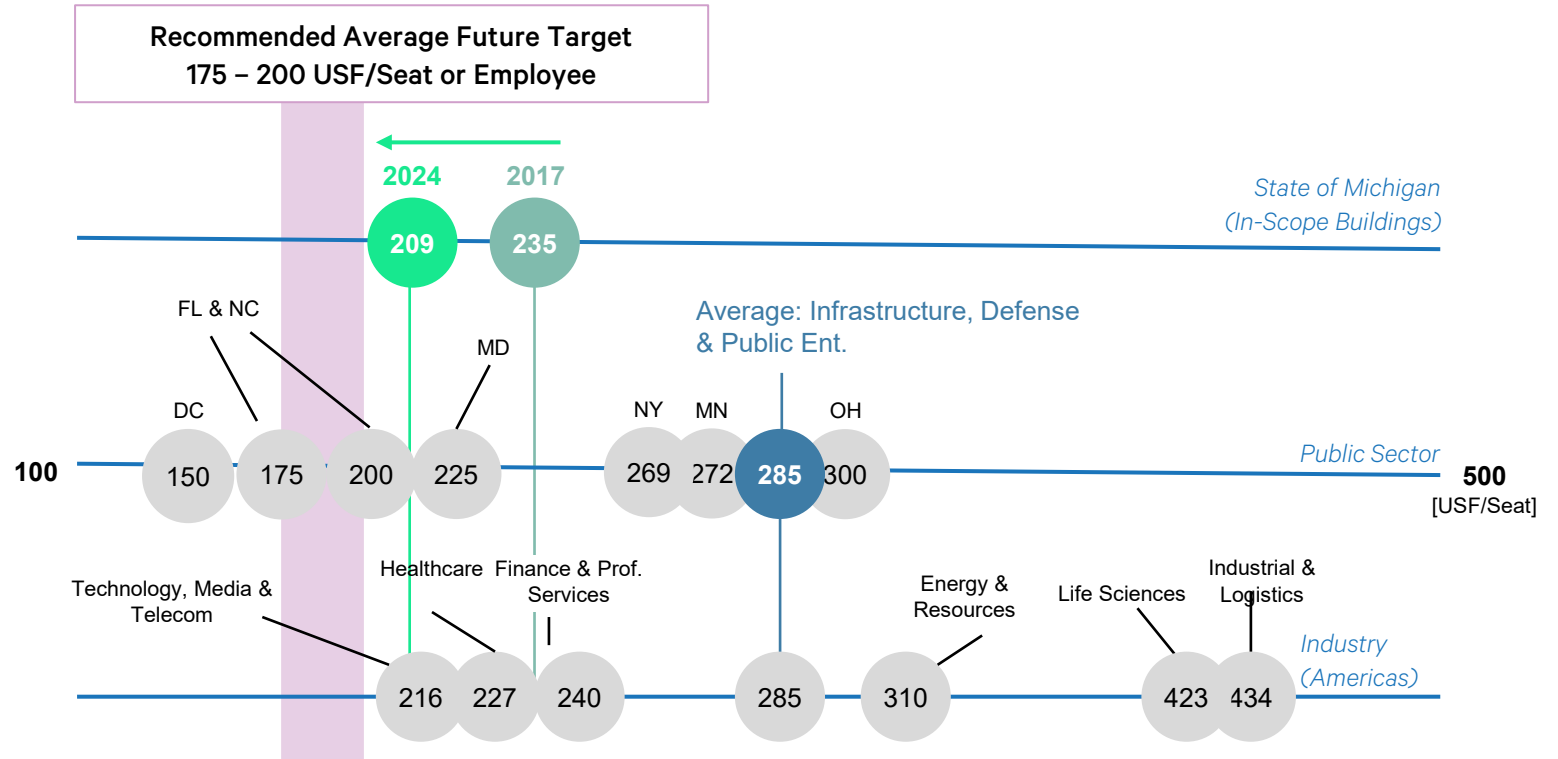 Recommended Average Future Target
175 – 200 USF/Seat or Employee
2024
2017
State of Michigan
(In-Scope Buildings)
209
235
FL & NC
MD
Average: Infrastructure, Defense
& Public Ent.
DC
NY
MN
OH
100
150
175
200
225
269
272
285
300
Public Sector
500
[USF/Seat]
Technology, Media &
Telecom
Healthcare
Finance & Prof.
Services
Energy &
Resources
Life Sciences
Industrial &
Logistics
Industry
(Americas)
216
227
240
285
310
423
434